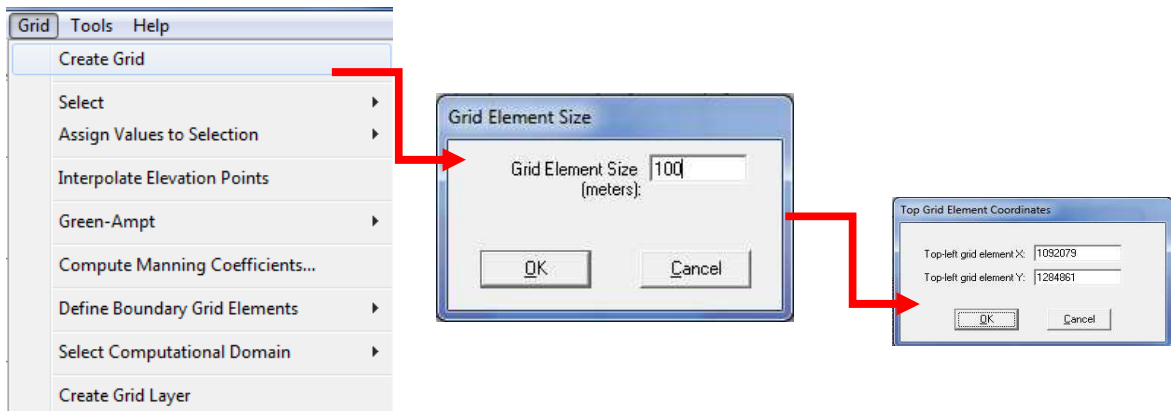 Grid Tools Help
Create Grid
Select
Assign Values to Selection
Interpolate Elevation Points
Green-Ampt
Compute Manning Coefficients...
Define Boundary Grid Elements
Select Computational Domain
Create Grid Layer
Grid Element Size
Grid Element Size 100
(meters):
OK Cancel
Top Grid Element Coordinates
Top-left grid element X: 1092079
Top-left grid element Y: 1284861
OK Cancel